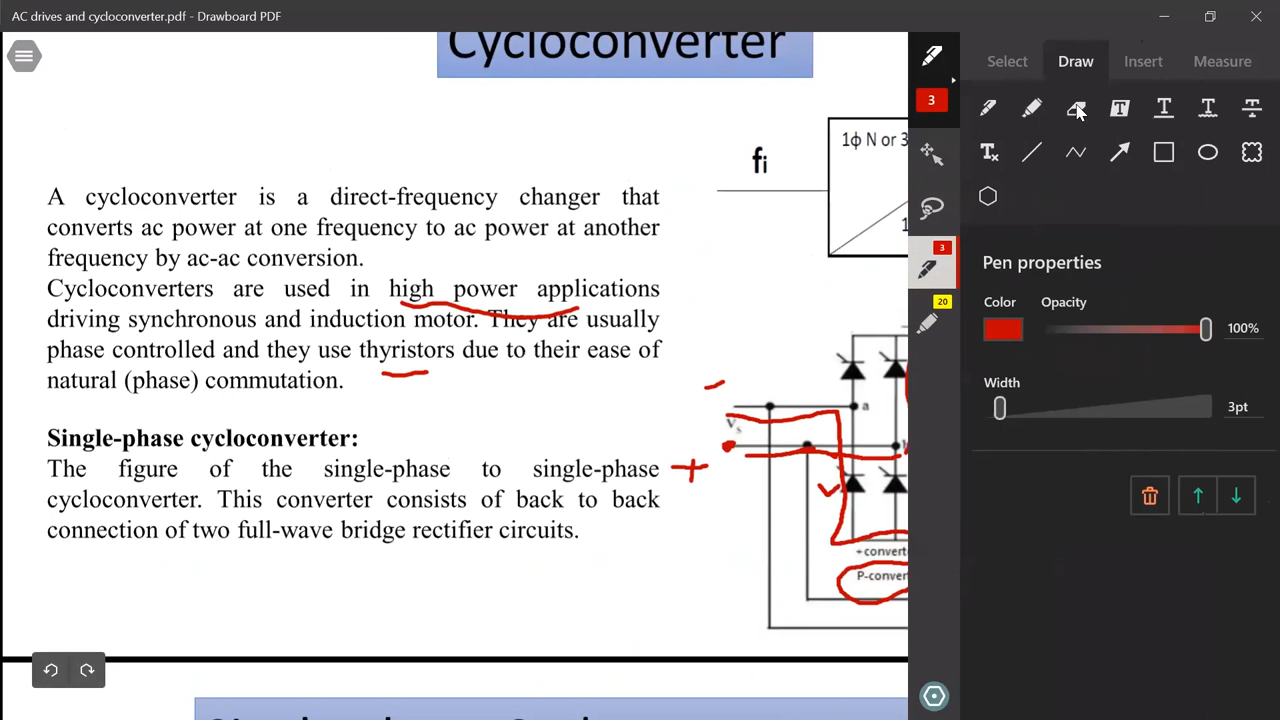 AC drives and cycloconverter.pdf - Drawboard PDF
Cycloconverter
Select Draw Insert Measure
3
fi
1ϕ N or 3
1
A cycloconverter is a direct-frequency changer that
converts ac power at one frequency to ac power at another
frequency by ac-ac conversion.
Cycloconverters are used in high power applications
driving synchronous and induction motor. They are usually
phase controlled and they use thyristors due to their ease of
natural (phase) commutation.
Single-phase cycloconverter:
The figure of the single-phase to single-phase
cycloconverter. This converter consists of back to back
connection of two full-wave bridge rectifier circuits.
a
Vs
+
+convert
P-conver
3
20
Pen properties
Color Opacity
100%
Width
3pt